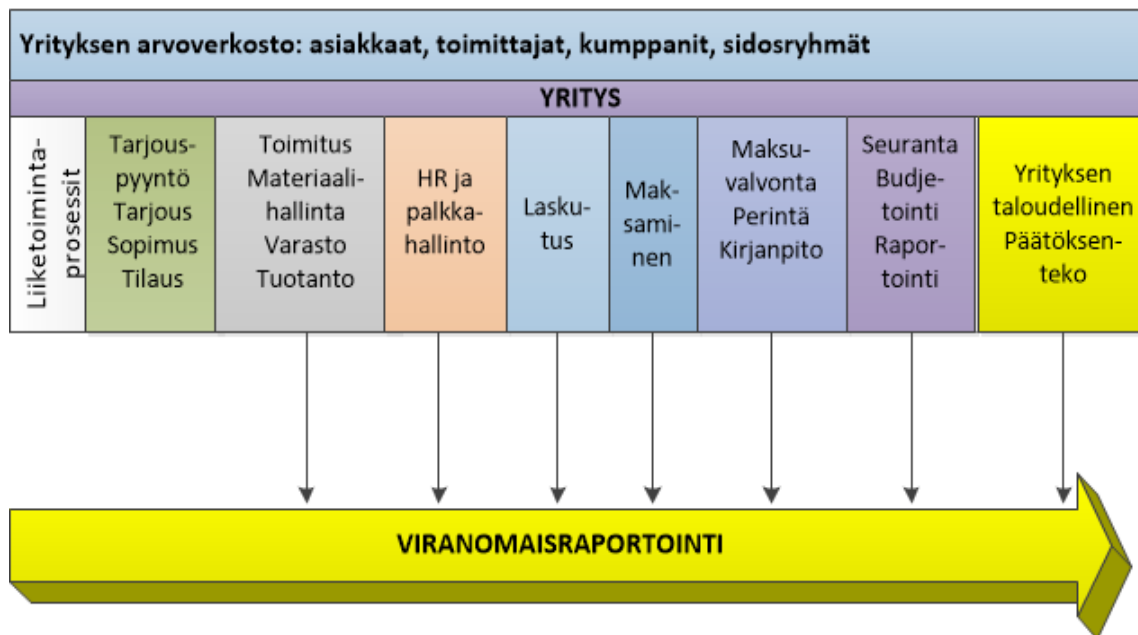 Yrityksen arvoverkosto: asiakkaat, toimittajat, kumppanit, sidosryhmät
YRITYS
Liiketoiminta-
prosessit
Tarjous-
pyyntö
Tarjous
Sopimus
Tilaus
Toimitus
Materiaali-
hallinta
Varasto
Tuotanto
HR ja
palkka-
hallinto
Lasku-
tus
Mak-
sami-
nen
Maksu-
valvonta
Perintä
Kirjanpito
Seuranta
Budje-
tointi
Rapor-
tointi
Yrityksen
taloudellinen
Päätöksen-
teko
VIRANOMAISRAPORTOINTI